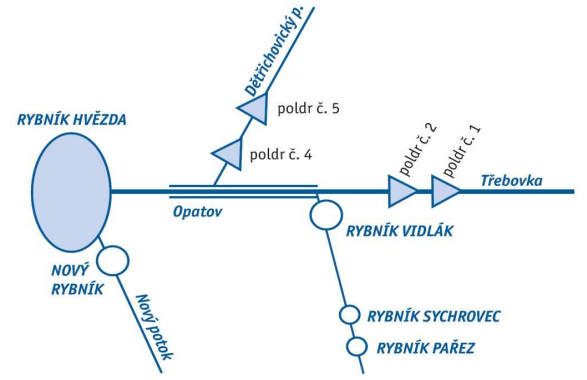 Dětřichovický p.
poldr č. 5
RYBNÍK HVĚZDA
poldr č. 4
poldr č. 2
poldr č. 1
Třebovka
Opatov
RYBNÍK VIDLÁK
NOVÝ
RYBNÍK
Nový potok
RYBNÍK SYCHROVEC
RYBNÍK PAŘEZ